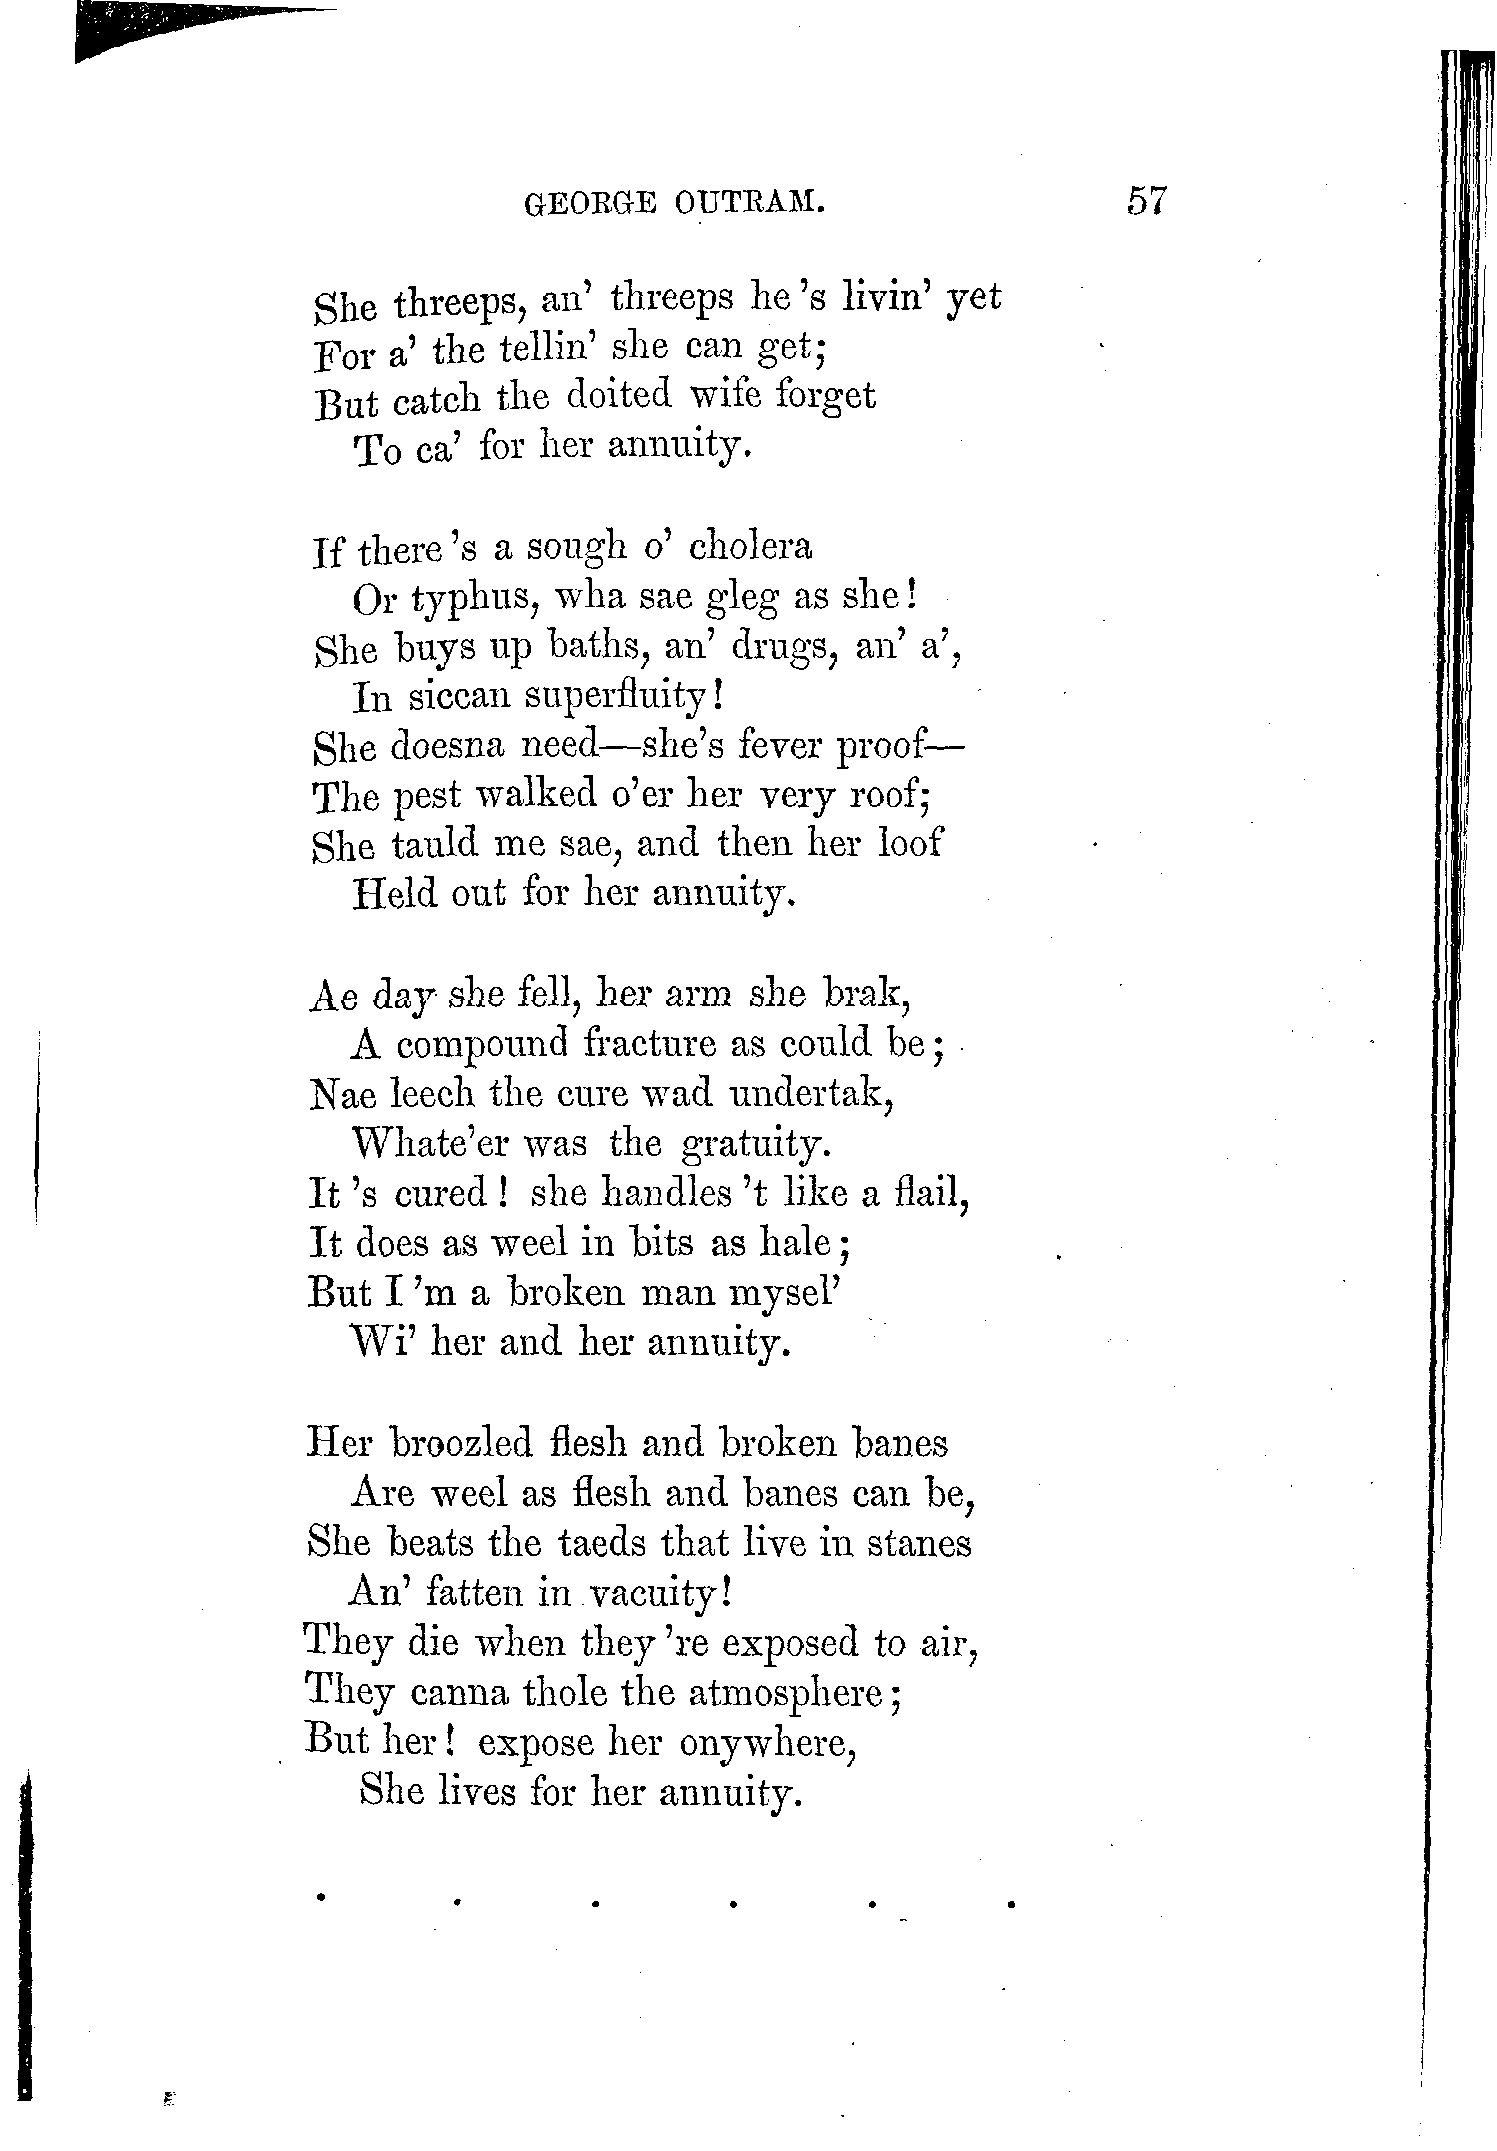 GEORGE OUTRAM. 57
She threeps, an' threeps he 's livin' yet
For a' the tellin' she can get;
But catch the doited wife forget
To ca' for her annuity.
If there 's a sough o' cholera
Or typhus, wha sae gleg as she!
She buys up baths, an' drugs, an' a',
In siccan superfluity!
She doesna need—she's fever proof—
The pest walked o'er her very roof;
She tauld me sae, and then her loof
Held out for her annuity.
Ae day she fell, her arm she brak,
A compound fracture as could be;
Nae leech the cure wad undertak,
Whate'er was the gratuity.
It 's cured! she handles 't like a flail,
It does as weel in bits as hale;
But I 'm a broken man mysel'
Wi' her and her annuity.
Her broozled flesh and broken banes
Are weel as flesh and banes can be,
She beats the taeds that live in stanes
An' fatten in vacuity!
They die when they 're exposed to air,
They canna thole the atmosphere;
But her! expose her onywhere,
She lives for her annuity.
. . . . . .
E